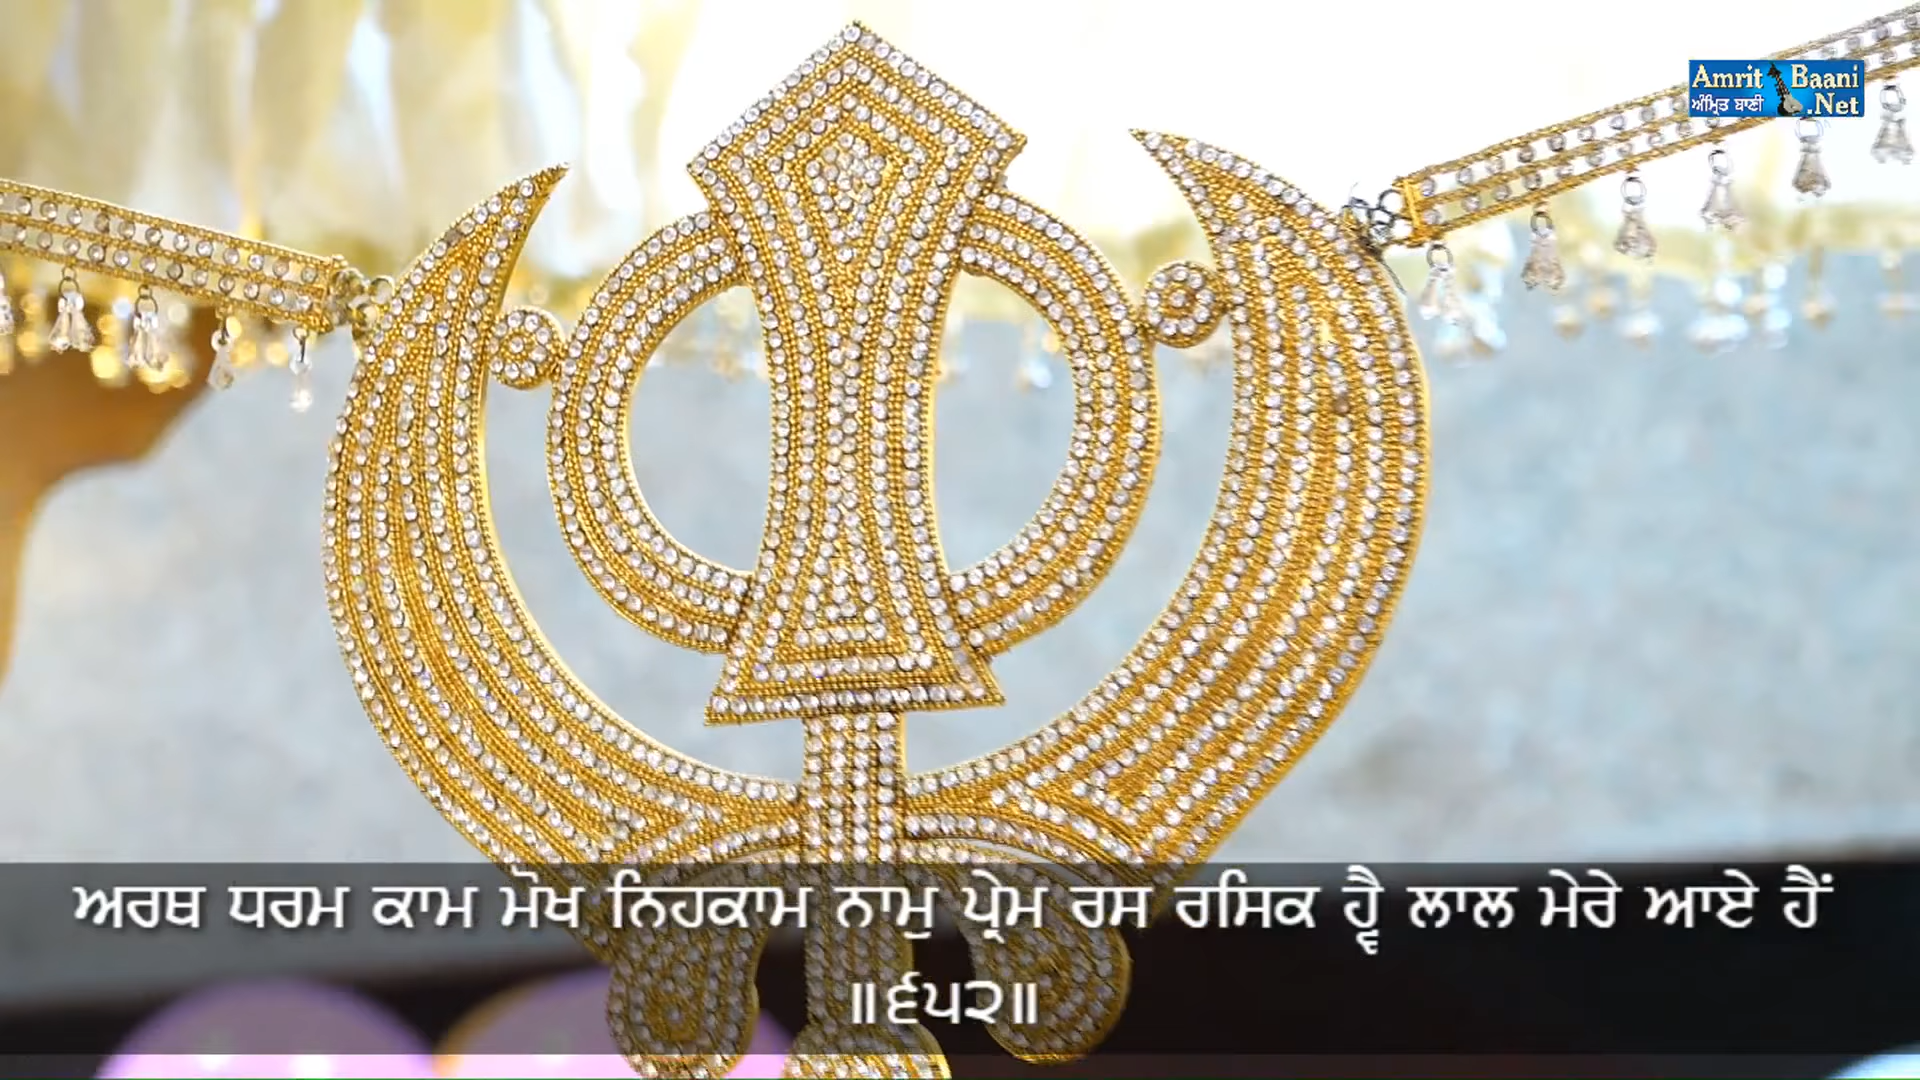 Amrit Baani
ਅੰਮ੍ਰਿਤ ਬਾਣੀ .Net
ਅਰਥ ਧਰਮ ਕਾਮ ਮੋਖ ਨਿਹਕਾਮ ਨਾਮੁ ਪ੍ਰੇਮ ਰਸ ਰਸਿਕ ਹ੍ਵੈ ਲਾਲ ਮੇਰੇ ਆਏ ਹੈਂ
॥੬੫੨॥